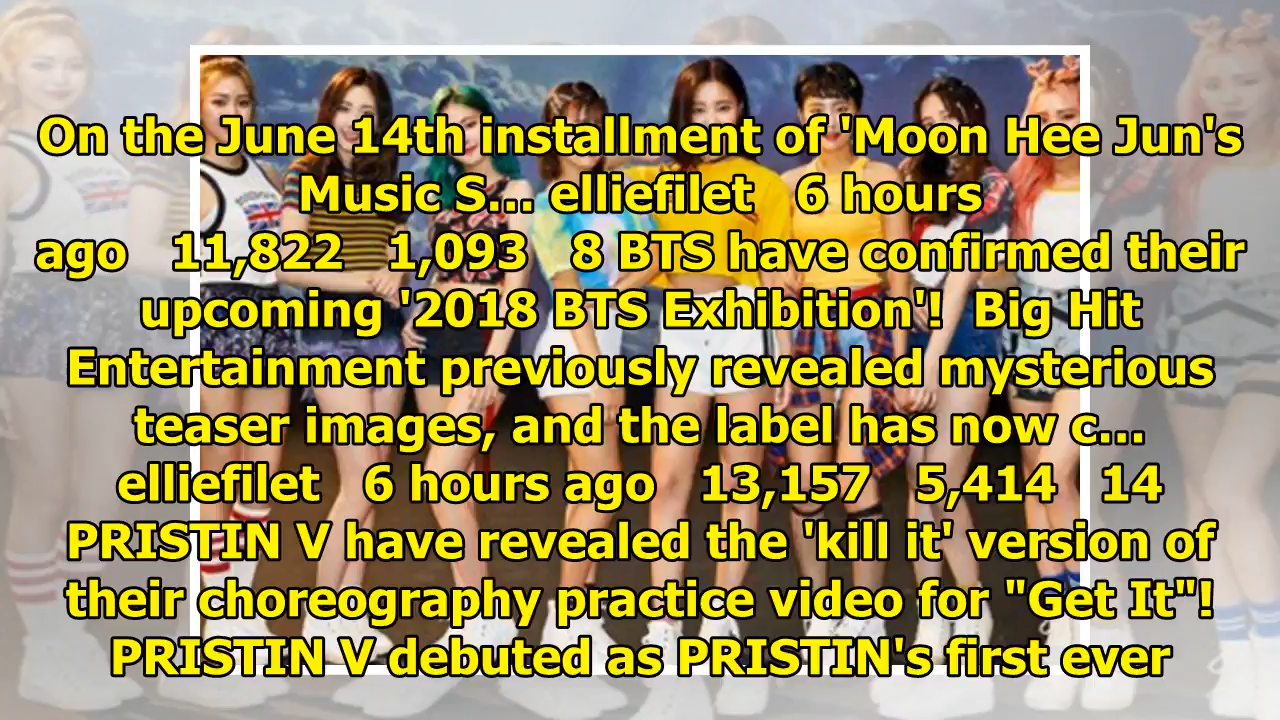 On the June 14th installment of 'Moon Hee Jun's
Music S... elliefilet 6 hours
ago 11,822 1,093 8 BTS have confirmed their
upcoming '2018 BTS Exhibition'! Big Hit
Entertainment previously revealed mysterious
teaser images, and the label has now c...
elliefilet 6 hours ago 13,157 5,414 14
PRISTIN V have revealed the 'kill it' version of
their choreography practice video for "Get It"!
PRISTIN V debuted as PRISTIN's first ever